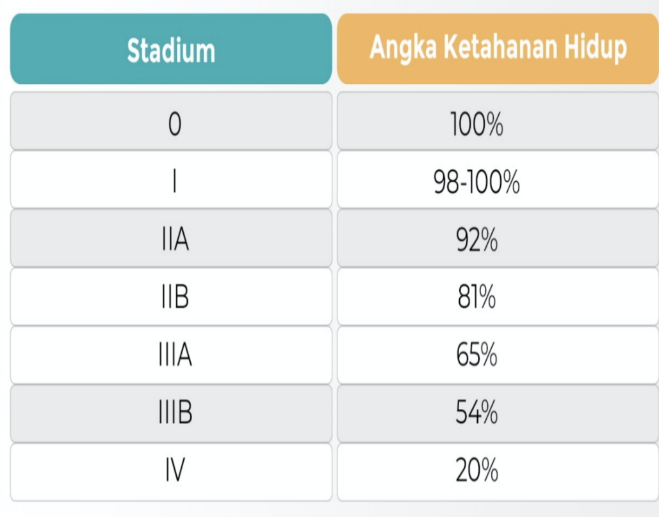 Stadium Angka Ketahanan Hidup
0 100%
I 98-100%
IIA 92%
IIB 81%
IIIA 65%
IIIB 54%
IV 20%